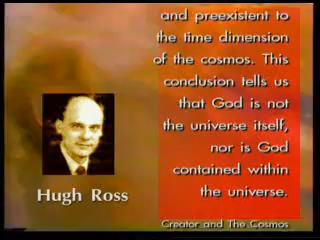 and preexistent to
the time dimension
of the cosmos. This
conclusion tells us
that God is not
the universe itself,
nor is God
contained within
the universe.
Creator and The Cosmos
Hugh Ross